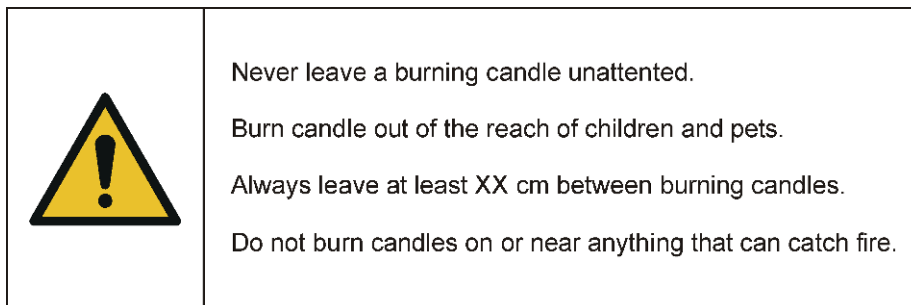 Never leave a burning candle unattented.
Burn candle out of the reach of children and pets.
Always leave at least XX cm between burning candles.
Do not burn candles on or near anything that can catch fire.